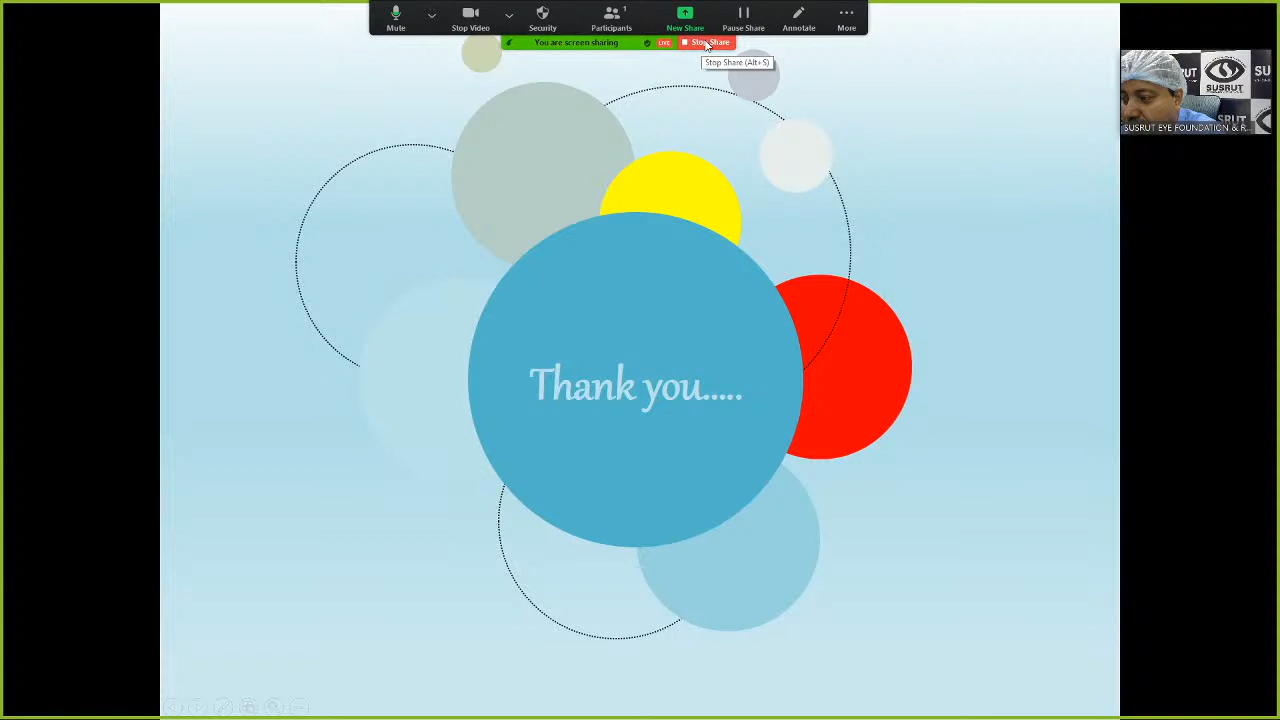 1
Mute
Stop Video
Security
Participants
New Share
Pause Share
Annotate
More
You are screen sharing
LIVE
Stop Share
Stop Share (Alt+S)
SUSRUT
SUSRUT EYE FOUNDATION & R...
Thank you.....